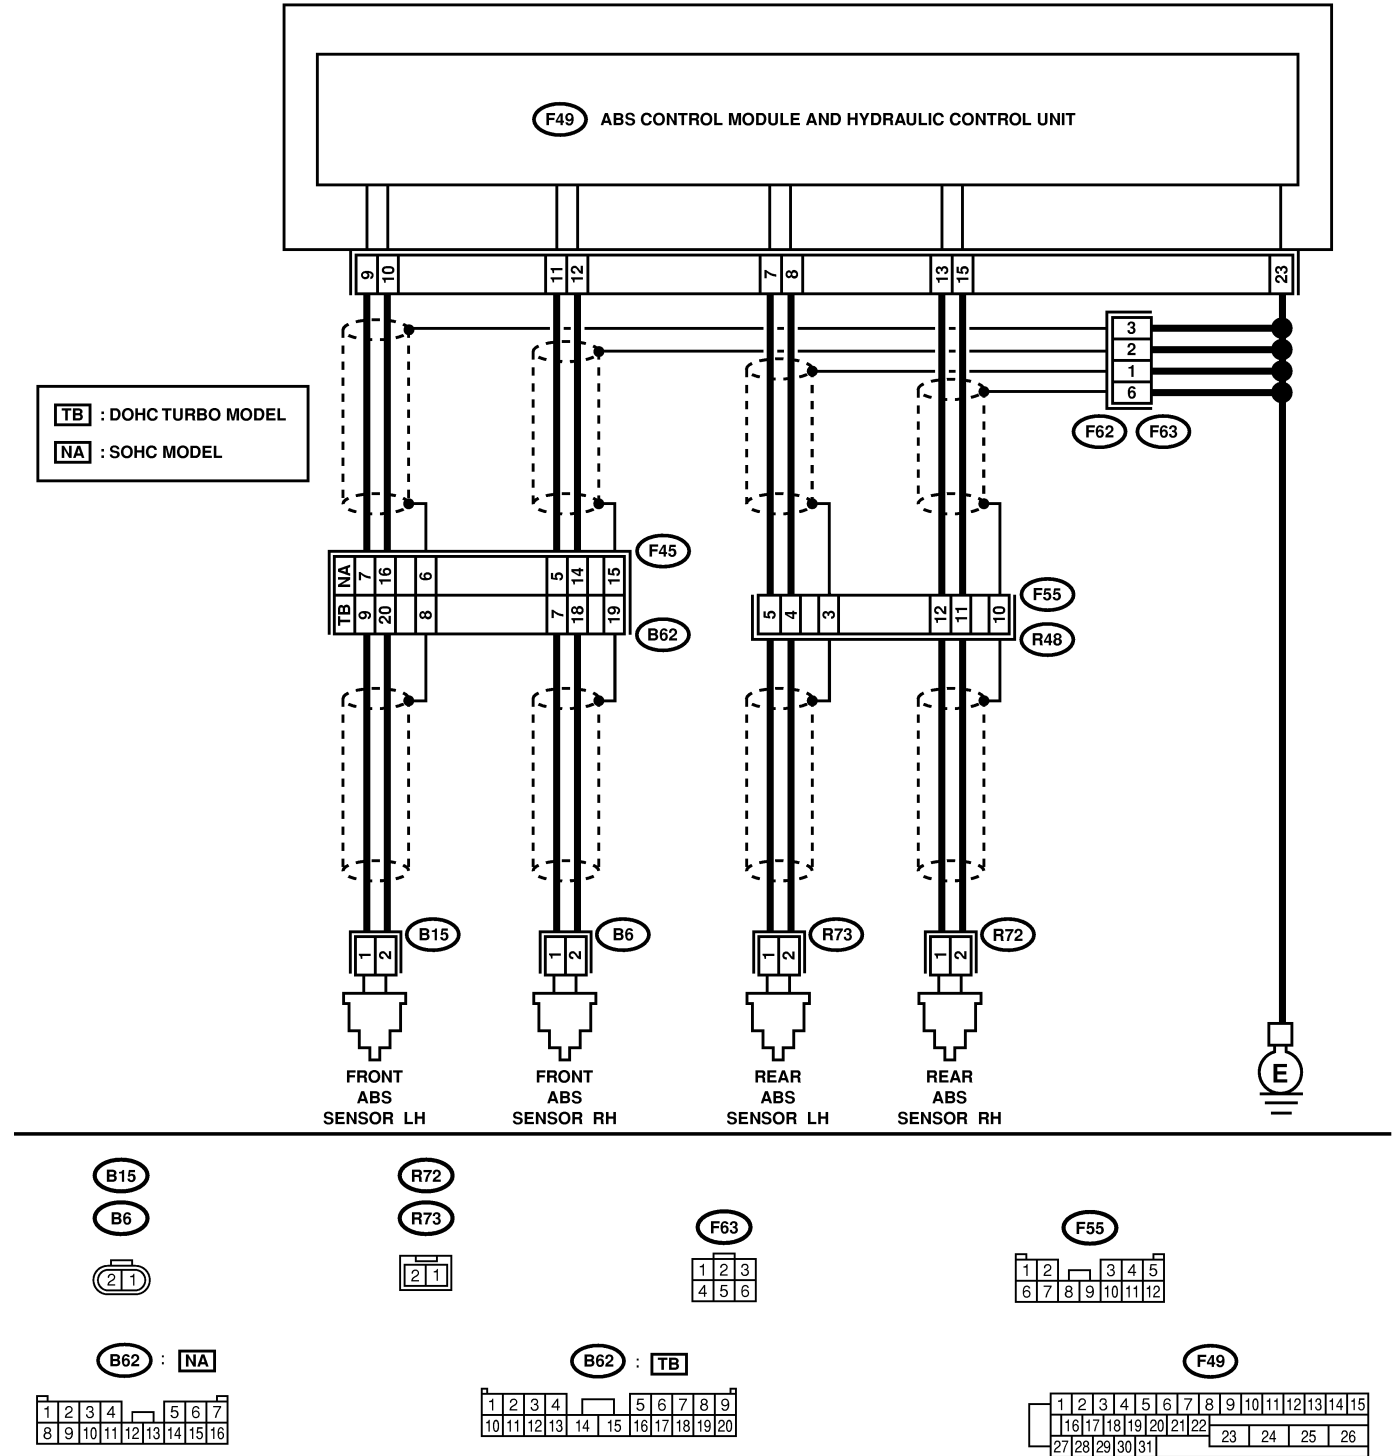 F49 ABS CONTROL MODULE AND HYDRAULIC CONTROL UNIT
9 10 11 12 7 8 13 15 23
3
2
1
6
F62 F63
TB : DOHC TURBO MODEL
NA : SOHC MODEL
F45
NA 7 16 6 5 14 15
TB 9 20 8 7 18 19
B62
F55
5 4 3 12 11 10
R48
B15 B6 R73 R72
1 2 1 2 1 2 1 2
FRONT ABS SENSOR LH
FRONT ABS SENSOR RH
REAR ABS SENSOR LH
REAR ABS SENSOR RH
E
B15
B6
2 1
R72
R73
2 1
F63
1 2 3
4 5 6
F55
1 2 3 4 5
6 7 8 9 10 11 12
B62 : NA
1 2 3 4 5 6 7
8 9 10 11 12 13 14 15 16
B62 : TB
1 2 3 4 5 6 7 8 9
10 11 12 13 14 15 16 17 18 19 20
F49
1 2 3 4 5 6 7 8 9 10 11 12 13 14 15
16 17 18 19 20 21 22 23 24 25 26
27 28 29 30 31